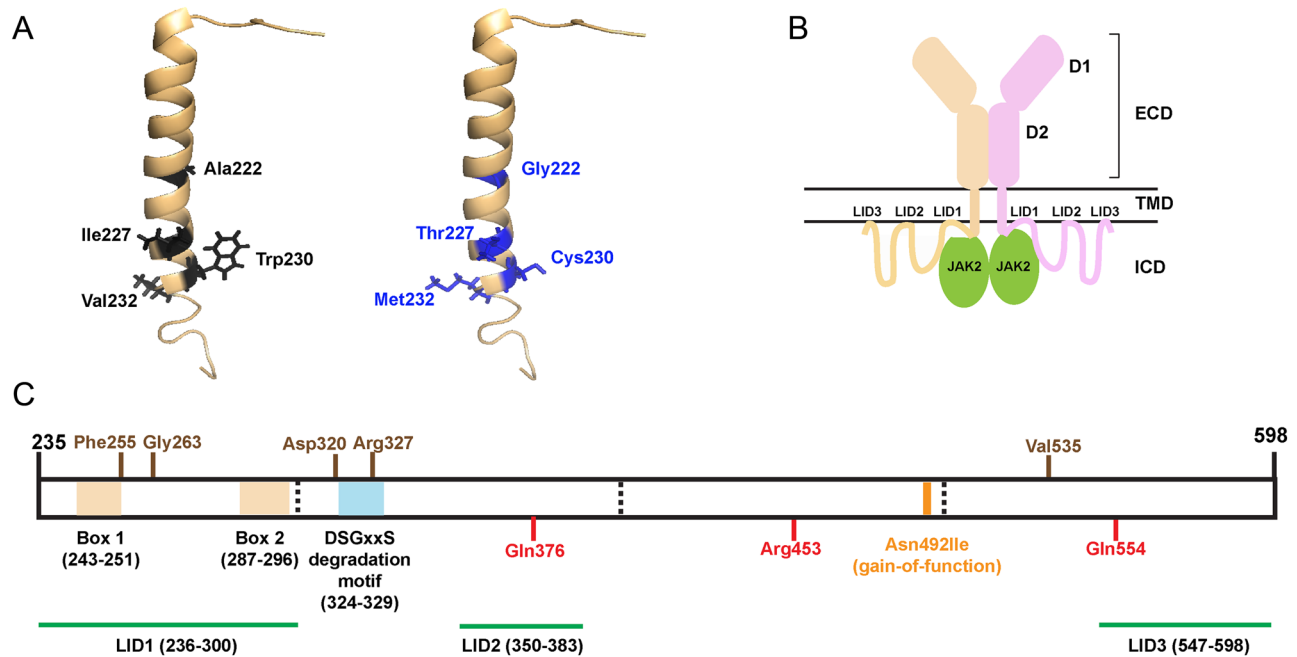 A
Ala222
Ile227
Trp230
Val232
Gly222
Thr227
Cys230
Met232
B
D1
ECD
D2
TMD
LID3 LID2 LID1 LID1 LID2 LID3
JAK2 JAK2
ICD
C
235 Phe255 Gly263 Asp320 Arg327 Val535 598
Box 1
(243-251)
Box 2
(287-296)
DSGxxS
degradation
motif
(324-329)
Gln376
Arg453
Asn492Ile
(gain-of-function)
Gln554
LID1 (236-300)
LID2 (350-383)
LID3 (547-598)